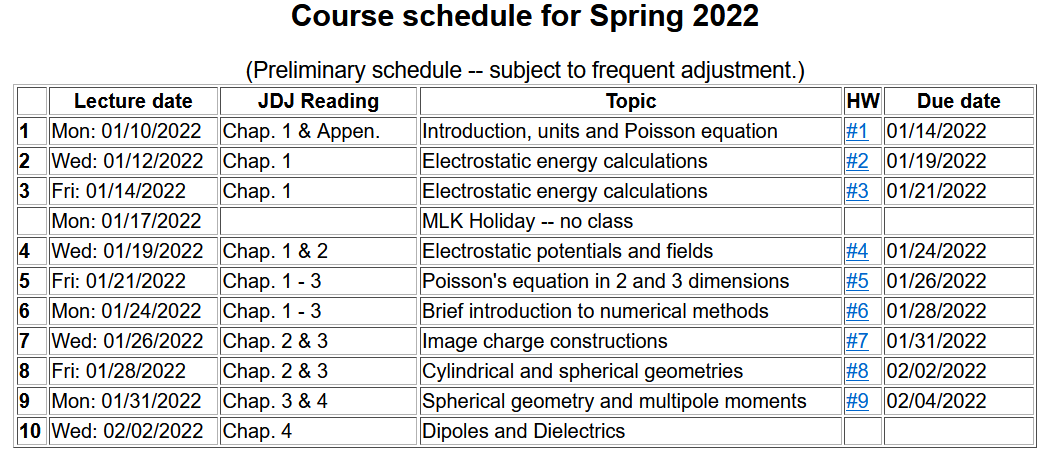 Course schedule for Spring 2022
(Preliminary schedule -- subject to frequent adjustment.)
Lecture date JDJ Reading Topic HW Due date
1 Mon: 01/10/2022 Chap. 1 & Appen. Introduction, units and Poisson equation #1 01/14/2022
2 Wed: 01/12/2022 Chap. 1 Electrostatic energy calculations #2 01/19/2022
3 Fri: 01/14/2022 Chap. 1 Electrostatic energy calculations #3 01/21/2022
Mon: 01/17/2022 MLK Holiday -- no class
4 Wed: 01/19/2022 Chap. 1 & 2 Electrostatic potentials and fields #4 01/24/2022
5 Fri: 01/21/2022 Chap. 1 - 3 Poisson's equation in 2 and 3 dimensions #5 01/26/2022
6 Mon: 01/24/2022 Chap. 1 - 3 Brief introduction to numerical methods #6 01/28/2022
7 Wed: 01/26/2022 Chap. 2 & 3 Image charge constructions #7 01/31/2022
8 Fri: 01/28/2022 Chap. 2 & 3 Cylindrical and spherical geometries #8 02/02/2022
9 Mon: 01/31/2022 Chap. 3 & 4 Spherical geometry and multipole moments #9 02/04/2022
10 Wed: 02/02/2022 Chap. 4 Dipoles and Dielectrics